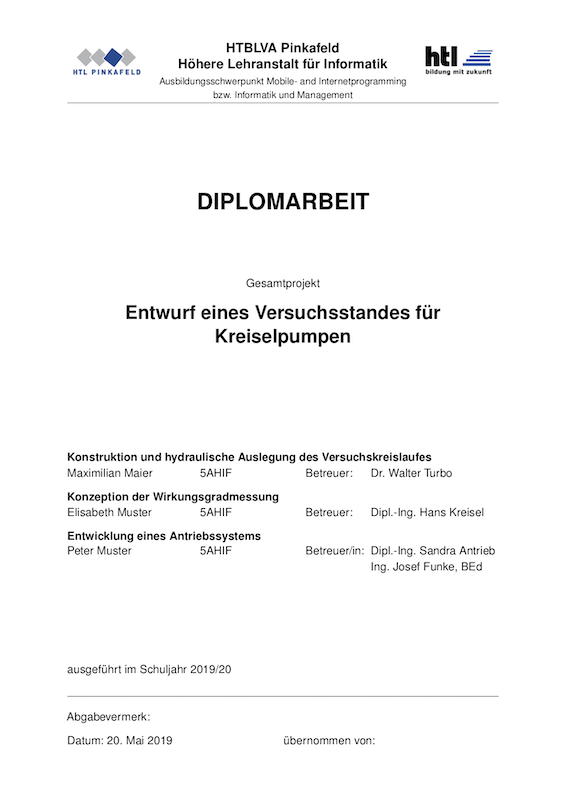 HTBLVA Pinkafeld
Höhere Lehranstalt für Informatik
Ausbildungsschwerpunkt Mobile- and Internetprogramming
bzw. Informatik und Management
HTL PINKAFELD
htl
bildung mit zukunft
DIPLOMARBEIT
Gesamtprojekt
Entwurf eines Versuchsstandes für
Kreiselpumpen
Konstruktion und hydraulische Auslegung des Versuchskreislaufes
Maximilian Maier 5AHIF Betreuer: Dr. Walter Turbo
Konzeption der Wirkungsgradmessung
Elisabeth Muster 5AHIF Betreuer: Dipl.-Ing. Hans Kreisel
Entwicklung eines Antriebssystems
Peter Muster 5AHIF Betreuer/in: Dipl.-Ing. Sandra Antrieb
Ing. Josef Funke, BEd
ausgeführt im Schuljahr 2019/20
Abgabevermerk:
Datum: 20. Mai 2019 übernommen von: